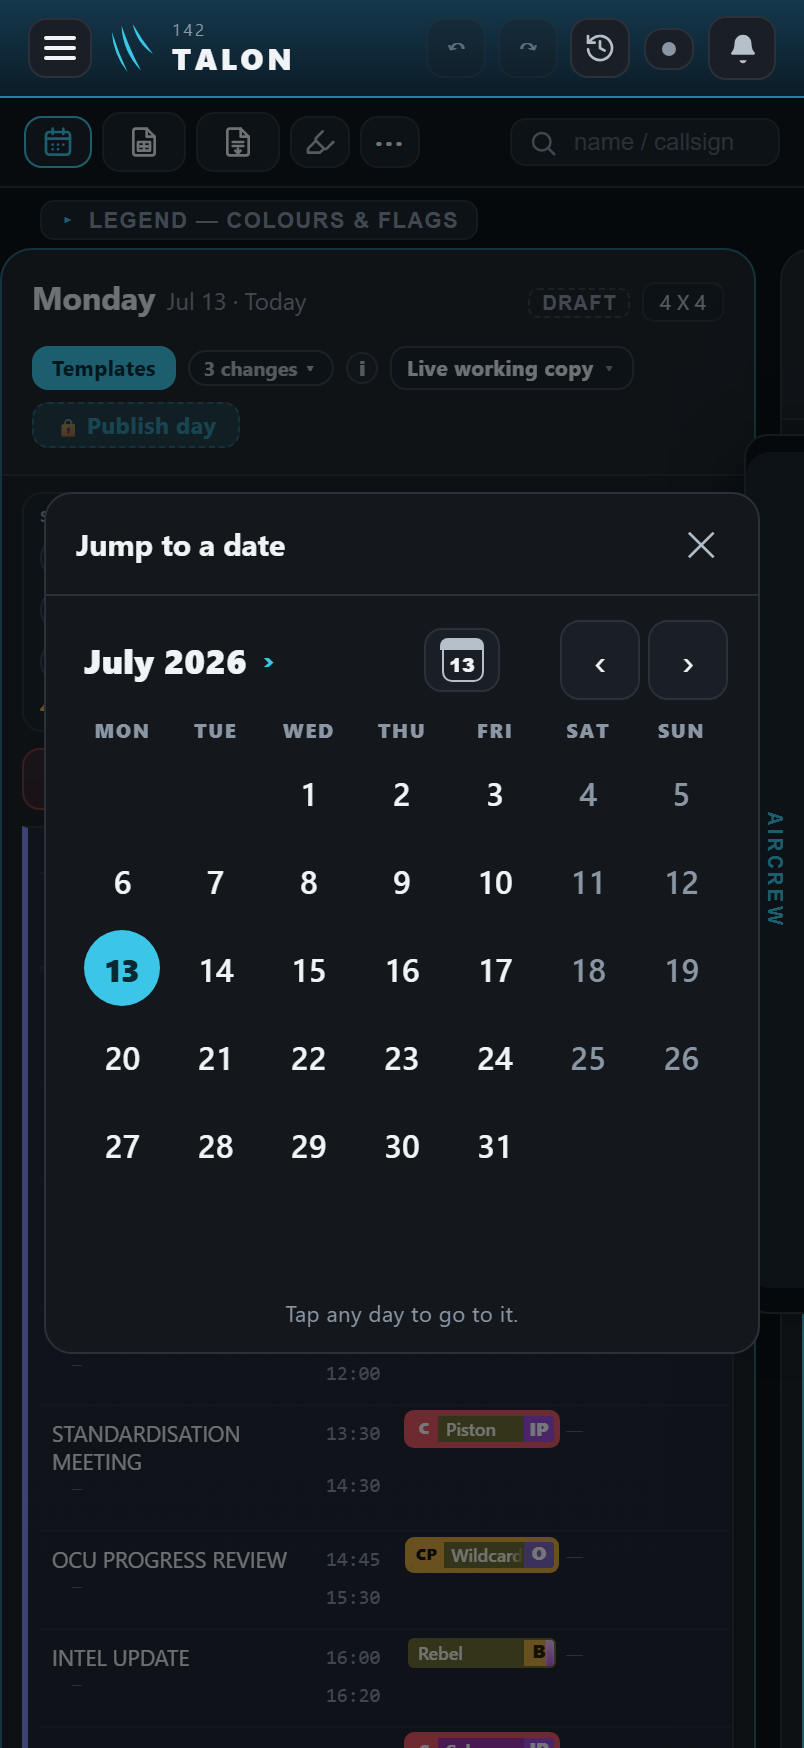 142
TALON
name / callsign
LEGEND — COLOURS & FLAGS
Monday Jul 13 · Today
DRAFT
4 X 4
Templates
3 changes
i
Live working copy
Publish day
Jump to a date
July 2026
13
MON TUE WED THU FRI SAT SUN
1 2 3 4 5
6 7 8 9 10 11 12
13 14 15 16 17 18 19
20 21 22 23 24 25 26
27 28 29 30 31
Tap any day to go to it.
AIRCREW
— 12:00
STANDARDISATION MEETING 13:30 C Piston IP —
— 14:30
OCU PROGRESS REVIEW 14:45 CP Wildcard O —
— 15:30
INTEL UPDATE 16:00 Rebel B —
— 16:20